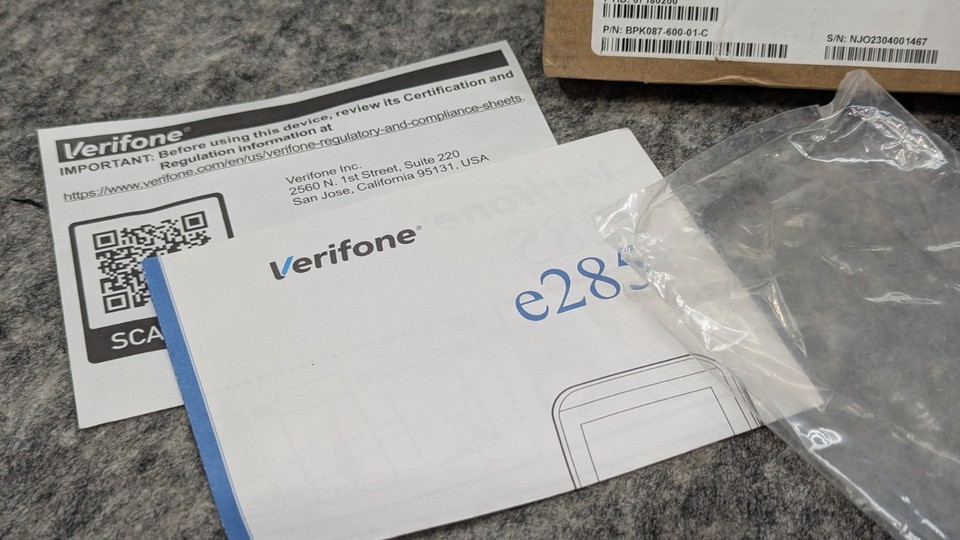 07180200
P/N: BPK087-600-01-C
S/N: NJO2304001467
Verifone®
IMPORTANT: Before using this device, review its Certification and
Regulation information at
https://www.verifone.com/en/us/verifone-regulatory-and-compliance-sheets.
Verifone Inc.
2560 N. 1st Street, Suite 220
San Jose, California 95131, USA
SCA
Verifone®
e285